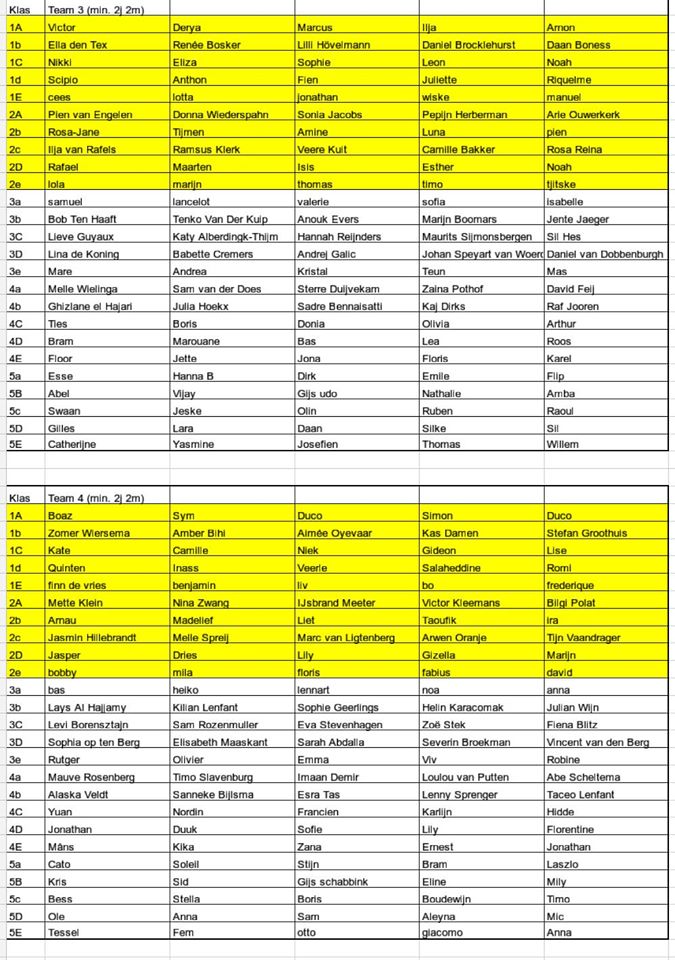 Klas Team 3 (min. 2j 2m)
1A Victor Derya Marcus Ilja Arnon
1b Ella den Tex Renée Bosker Lilli Hövelmann Daniel Brocklehurst Daan Boness
1C Nikki Eliza Sophie Leon Noah
1d Scipio Anthon Fien Juliette Riquelme
1E cees lotta jonathan wiske manuel
2A Pien van Engelen Donna Wiederspahn Sonia Jacobs Pepijn Herberman Arie Ouwerkerk
2b Rosa-Jane Tijmen Amine Luna pien
2c Ilja van Rafels Ramsus Klerk Veere Kuit Camille Bakker Rosa Reina
2D Rafael Maarten Isis Esther Noah
2e lola marijn thomas timo tjitske
3a samuel lancelot valerie sofia isabelle
3b Bob Ten Haaft Tenko Van Der Kuip Anouk Evers Marijn Boomars Jente Jaeger
3C Lieve Guyaux Katy Alberdingk-Thijm Hannah Reijnders Maurits Sijmonsbergen Sil Hes
3D Lina de Koning Babette Cremers Andrej Galic Johan Speyart van Woerd Daniel van Dobbenburgh
3e Mare Andrea Kristal Teun Mas
4a Melle Wielinga Sam van der Does Sterre Duijvekam Zaina Pothof David Feij
4b Ghizlane el Hajari Julia Hoekx Sadre Bennaisatti Kaj Dirks Raf Jooren
4C Ties Boris Donia Olivia Arthur
4D Bram Marouane Bas Lea Roos
4E Floor Jette Jona Floris Karel
5a Esse Hanna B Dirk Emile Flip
5B Abel Vijay Gijs udo Nathalie Amba
5c Swaan Jeske Olin Ruben Raoul
5D Gilles Lara Daan Silke Sil
5E Catherijne Yasmine Josefien Thomas Willem
Klas Team 4 (min. 2j 2m)
1A Boaz Sym Duco Simon Duco
1b Zomer Wiersema Amber Bihi Aimée Oyevaar Kas Damen Stefan Groothuis
1C Kate Camille Niek Gideon Lise
1d Quinten Inass Veerle Salaheddine Romi
1E finn de vries benjamin liv bo frederique
2A Mette Klein Nina Zwang IJsbrand Meeter Victor Kleemans Bilgi Polat
2b Arnau Madelief Liet Taoufik ira
2c Jasmin Hillebrandt Melle Spreij Marc van Ligtenberg Arwen Oranje Tijn Vaandrager
2D Jasper Dries Lily Gizella Marijn
2e bobby mila floris fabius david
3a bas heiko lennart noa anna
3b Lays Al Hajjamy Kilian Lenfant Sophie Geerlings Helin Karacomak Julian Wijn
3C Levi Borensztajn Sam Rozenmuller Eva Stevenhagen Zoë Stek Fiena Blitz
3D Sophia op ten Berg Elisabeth Maaskant Sarah Abdalla Severin Broekman Vincent van den Berg
3e Rutger Olivier Emma Viv Robine
4a Mauve Rosenberg Timo Slavenburg Imaan Demir Loulou van Putten Abe Scheltema
4b Alaska Veldt Sanneke Bijlsma Esra Tas Lenny Sprenger Taceo Lenfant
4C Yuan Nordin Francien Karlijn Hidde
4D Jonathan Duuk Sofie Lily Florentine
4E Måns Kika Zana Ernest Jonathan
5a Cato Soleil Stijn Bram Laszlo
5B Kris Sid Gijs schabbink Eline Mily
5c Bess Stella Boris Boudewijn Timo
5D Ole Anna Sam Aleyna Mic
5E Tessel Fem otto giacomo Anna